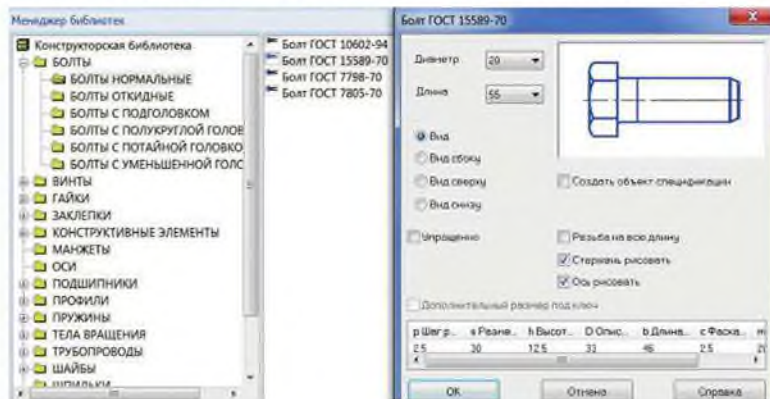 Менеджер библиотек
Конструкторская библиотека
БОЛТЫ
БОЛТЫ НОРМАЛЬНЫЕ
БОЛТЫ ОТКИДНЫЕ
БОЛТЫ С ПОДГОЛОВКОМ
БОЛТЫ С ПОЛУКРУГЛОЙ ГОЛОВ
БОЛТЫ С ПОТАЙНОЙ ГОЛОВКО
БОЛТЫ С УМЕНЬШЕННОЙ ГОЛС
ВИНТЫ
ГАЙКИ
ЗАКЛЕПКИ
КОНСТРУКТИВНЫЕ ЭЛЕМЕНТЫ
МАНЖЕТЫ
ОСИ
ПОДШИПНИКИ
ПРОФИЛИ
ПРУЖИНЫ
ТЕЛА ВРАЩЕНИЯ
ТРУБОПРОВОДЫ
ШАЙБЫ
ШПИЛЬКИ
Болт ГОСТ 10602-94
Болт ГОСТ 15589-70
Болт ГОСТ 7798-70
Болт ГОСТ 7805-70
Болт ГОСТ 15589-70
Диаметр 20
Длина 55
Вид
Вид сбоку
Вид сверху
Вид снизу
Создать объект спецификации
Упрощенно
Резьба на всю длину
Стержень рисовать
Ось рисовать
Дополнительный размер под ключ
p Шаг р... s Разме... h Высот... D Опис... b Длина... c Фаска... m
2.5 30 12.5 33 46 2.5
OK Отмена Справка